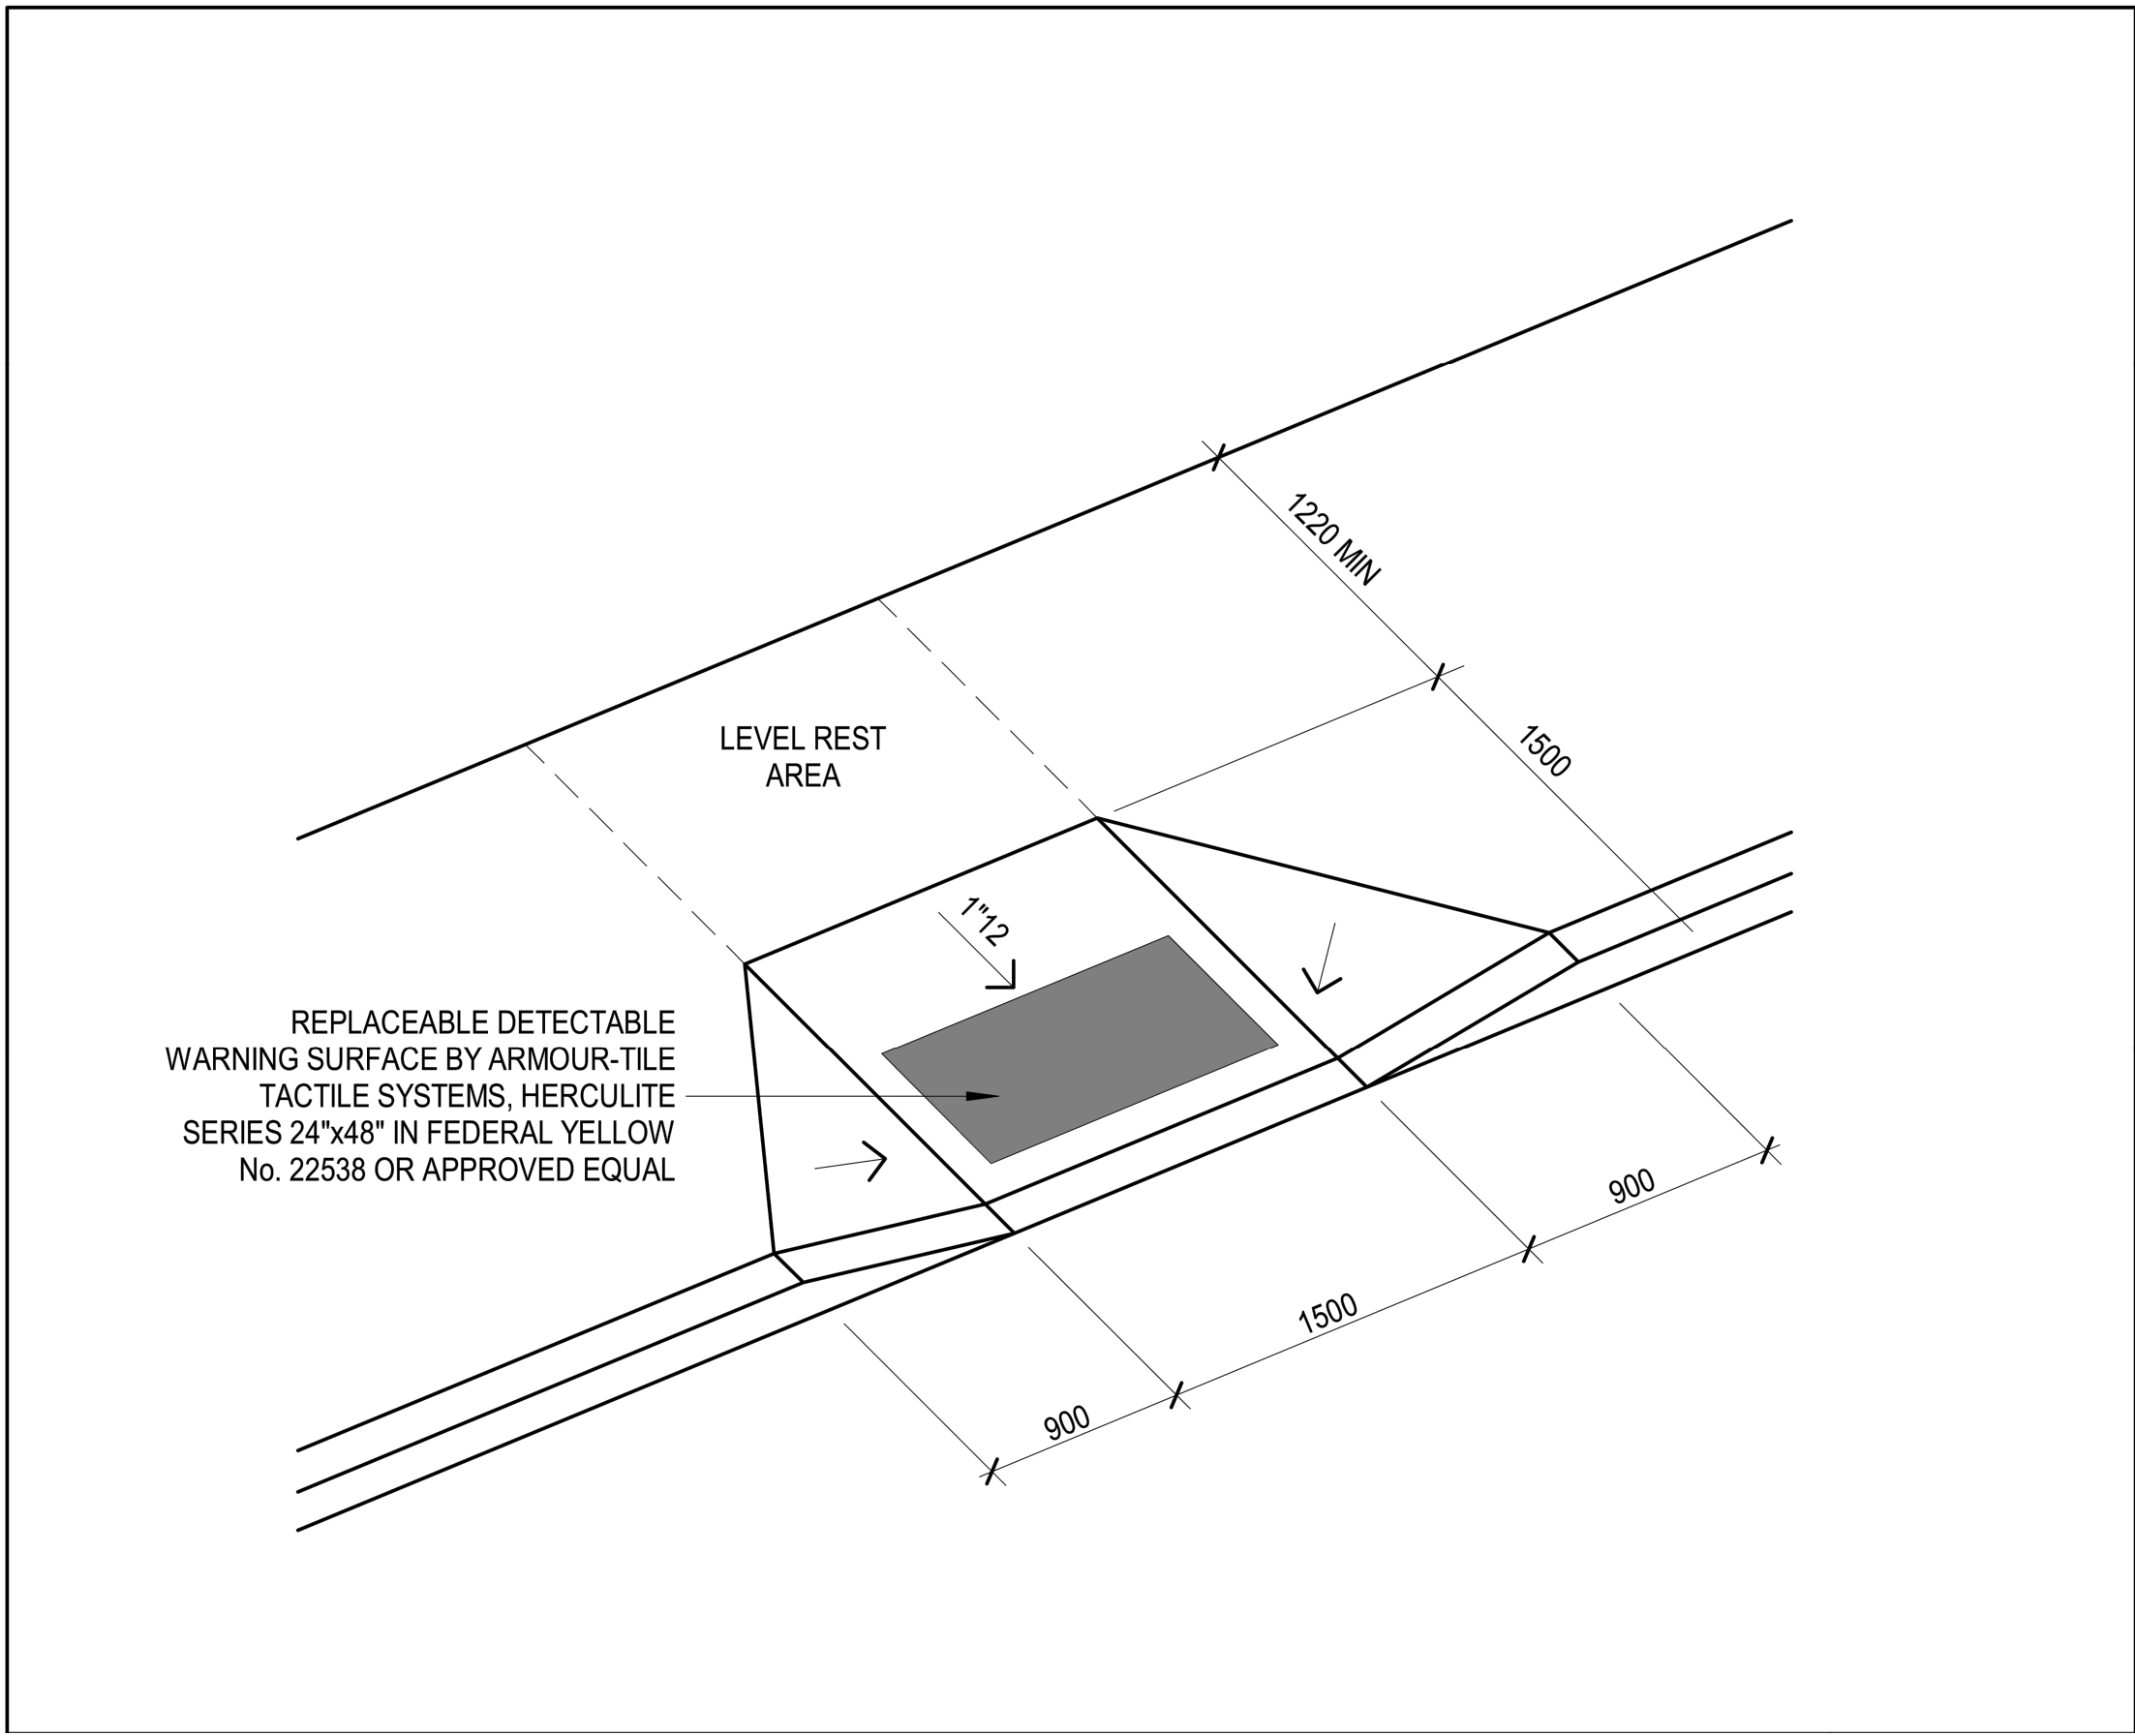 1220 MIN
1500
LEVEL REST
AREA
1"12
REPLACEABLE DETECTABLE
WARNING SURFACE BY ARMOUR-TILE
TACTILE SYSTEMS, HERCULITE
SERIES 24"x48" IN FEDERAL YELLOW
No. 22538 OR APPROVED EQUAL
900
1500
900